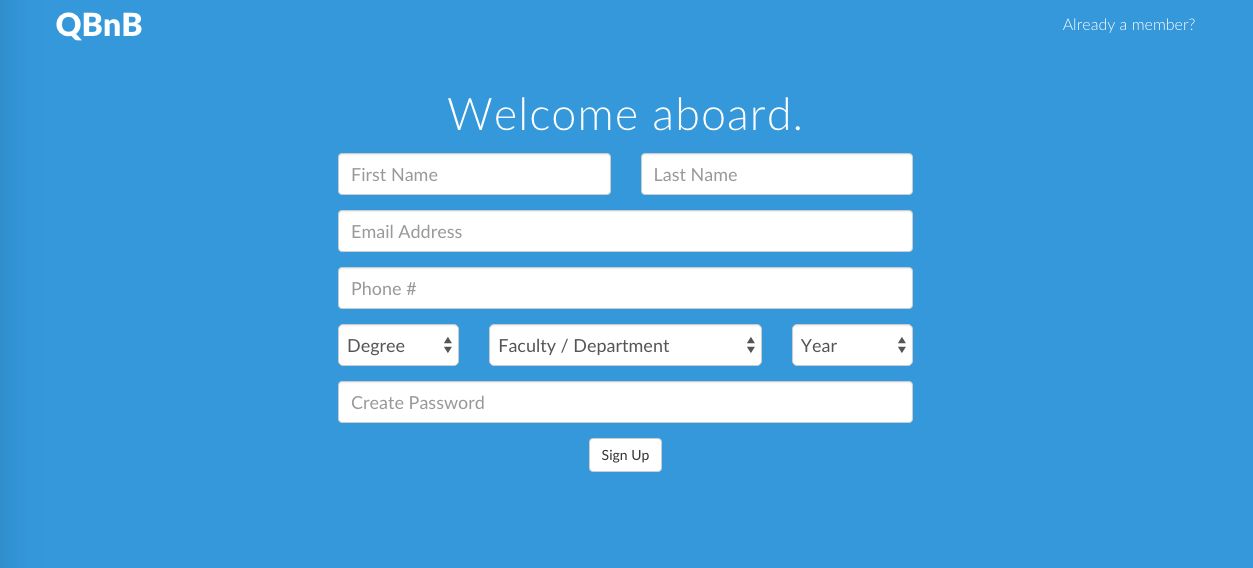 QBnB
Already a member?
Welcome aboard.
First Name
Last Name
Email Address
Phone #
Degree
Faculty / Department
Year
Create Password
Sign Up